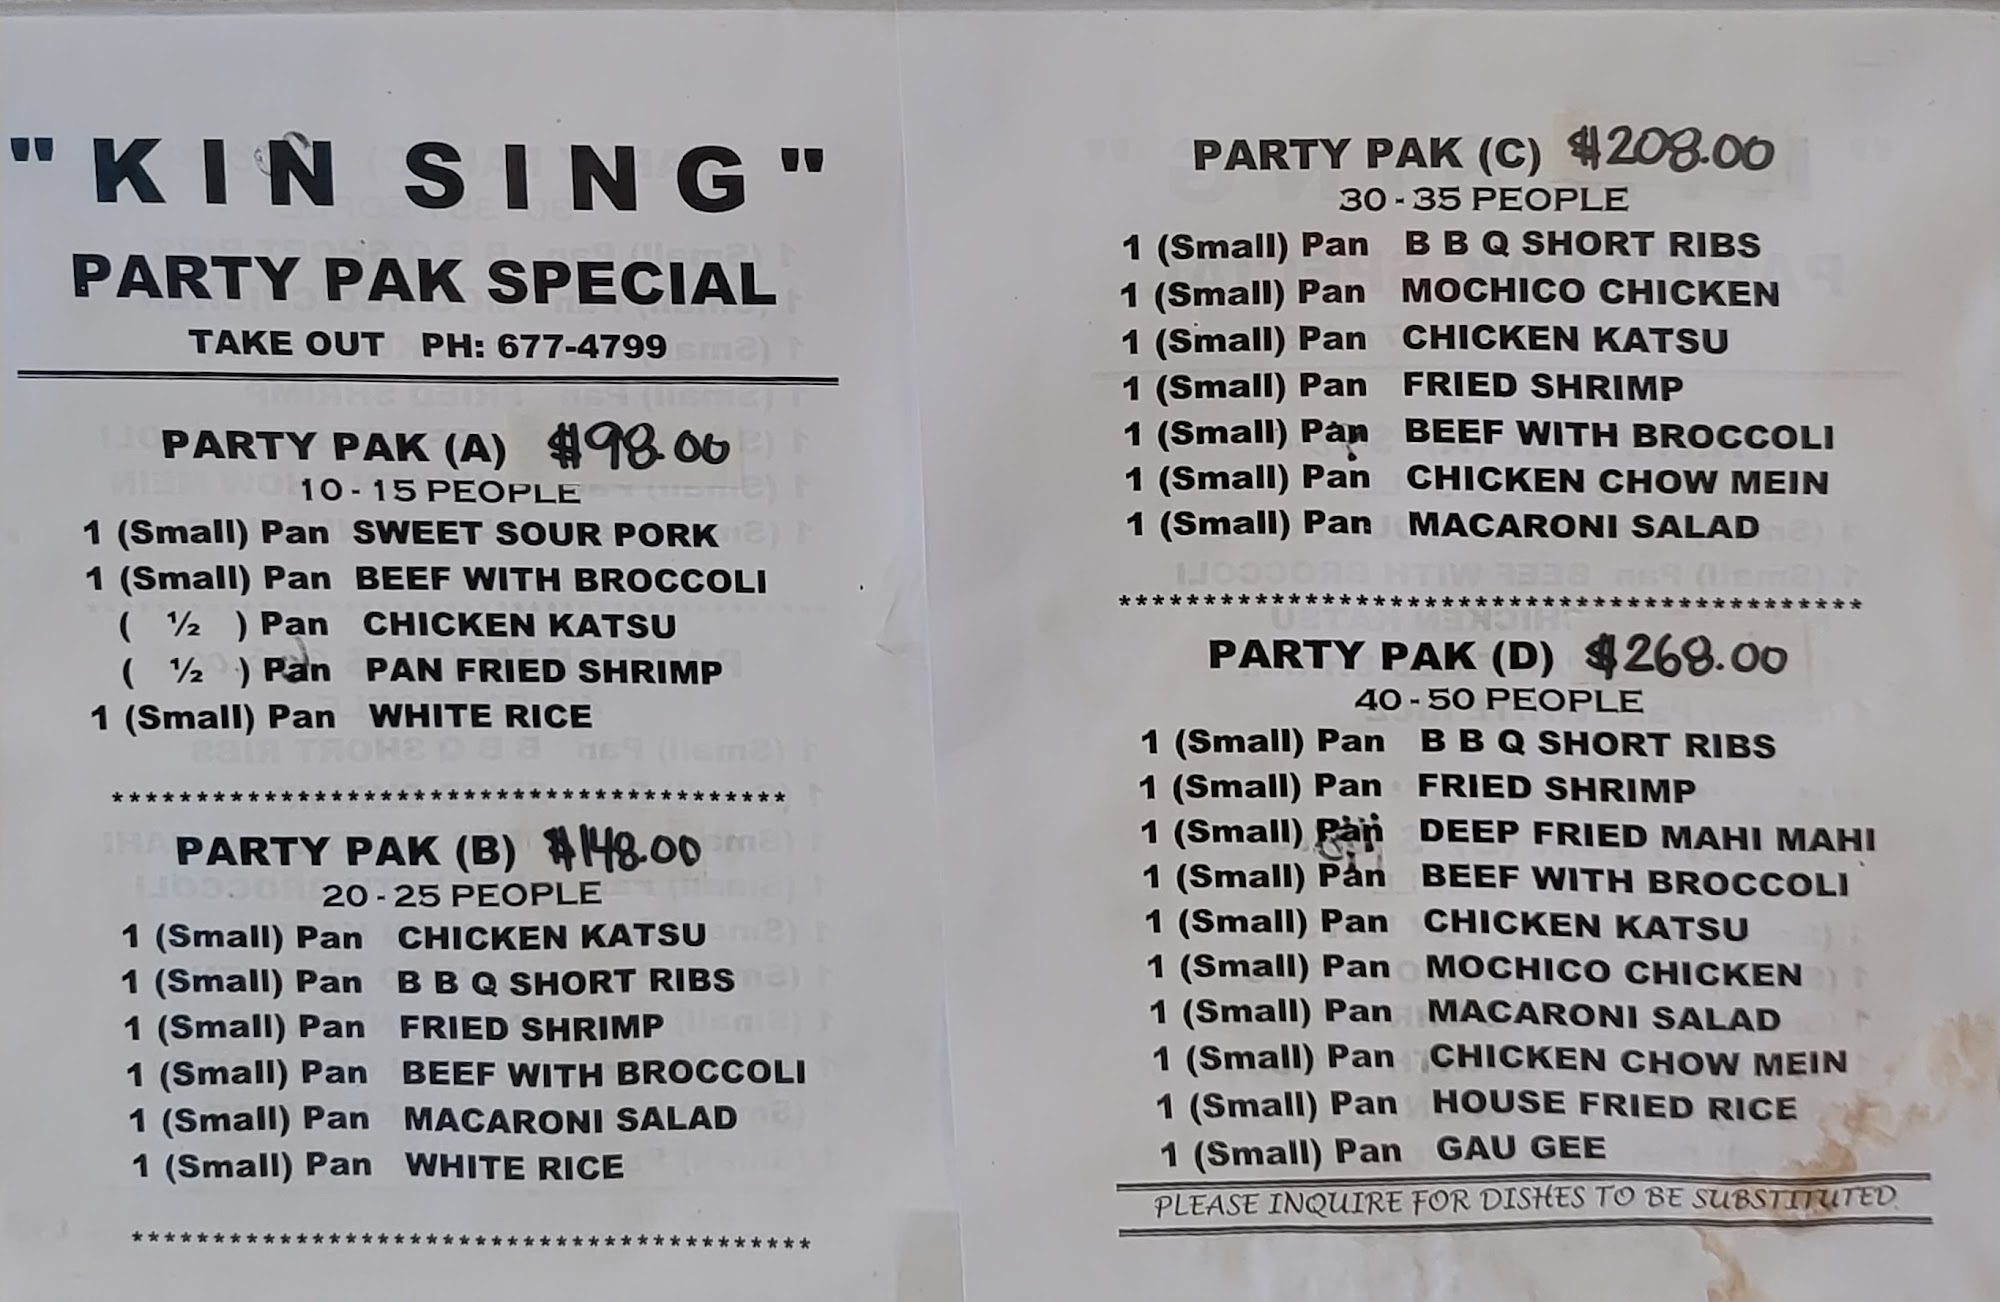 "KIN SING"
PARTY PAK SPECIAL
TAKE OUT PH: 677-4799
PARTY PAK (A) $98.00
10 - 15 PEOPLE
1 (Small) Pan SWEET SOUR PORK
1 (Small) Pan BEEF WITH BROCCOLI
( ½ ) Pan CHICKEN KATSU
( ½ ) Pan PAN FRIED SHRIMP
1 (Small) Pan WHITE RICE
****************************************
PARTY PAK (B) $148.00
20 - 25 PEOPLE
1 (Small) Pan CHICKEN KATSU
1 (Small) Pan B B Q SHORT RIBS
1 (Small) Pan FRIED SHRIMP
1 (Small) Pan BEEF WITH BROCCOLI
1 (Small) Pan MACARONI SALAD
1 (Small) Pan WHITE RICE
****************************************
PARTY PAK (C) $208.00
30 - 35 PEOPLE
1 (Small) Pan B B Q SHORT RIBS
1 (Small) Pan MOCHICO CHICKEN
1 (Small) Pan CHICKEN KATSU
1 (Small) Pan FRIED SHRIMP
1 (Small) Pan BEEF WITH BROCCOLI
1 (Small) Pan CHICKEN CHOW MEIN
1 (Small) Pan MACARONI SALAD
********************************************
PARTY PAK (D) $268.00
40 - 50 PEOPLE
1 (Small) Pan B B Q SHORT RIBS
1 (Small) Pan FRIED SHRIMP
1 (Small) Pan DEEP FRIED MAHI MAHI
1 (Small) Pan BEEF WITH BROCCOLI
1 (Small) Pan CHICKEN KATSU
1 (Small) Pan MOCHICO CHICKEN
1 (Small) Pan MACARONI SALAD
1 (Small) Pan CHICKEN CHOW MEIN
1 (Small) Pan HOUSE FRIED RICE
1 (Small) Pan GAU GEE
PLEASE INQUIRE FOR DISHES TO BE SUBSTITUTED.